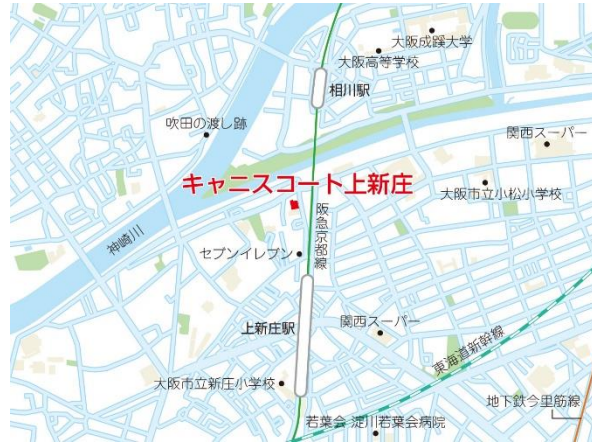 大阪成蹊大学
大阪高等学校
相川駅
吹田の渡し跡
関西スーパー
キャニスコート上新庄
大阪市立小松小学校
阪急京都線
神崎川
セブンイレブン
上新庄駅
関西スーパー
東海道新幹線
大阪市立新庄小学校
地下鉄今里筋線
若葉会 淀川若葉会病院